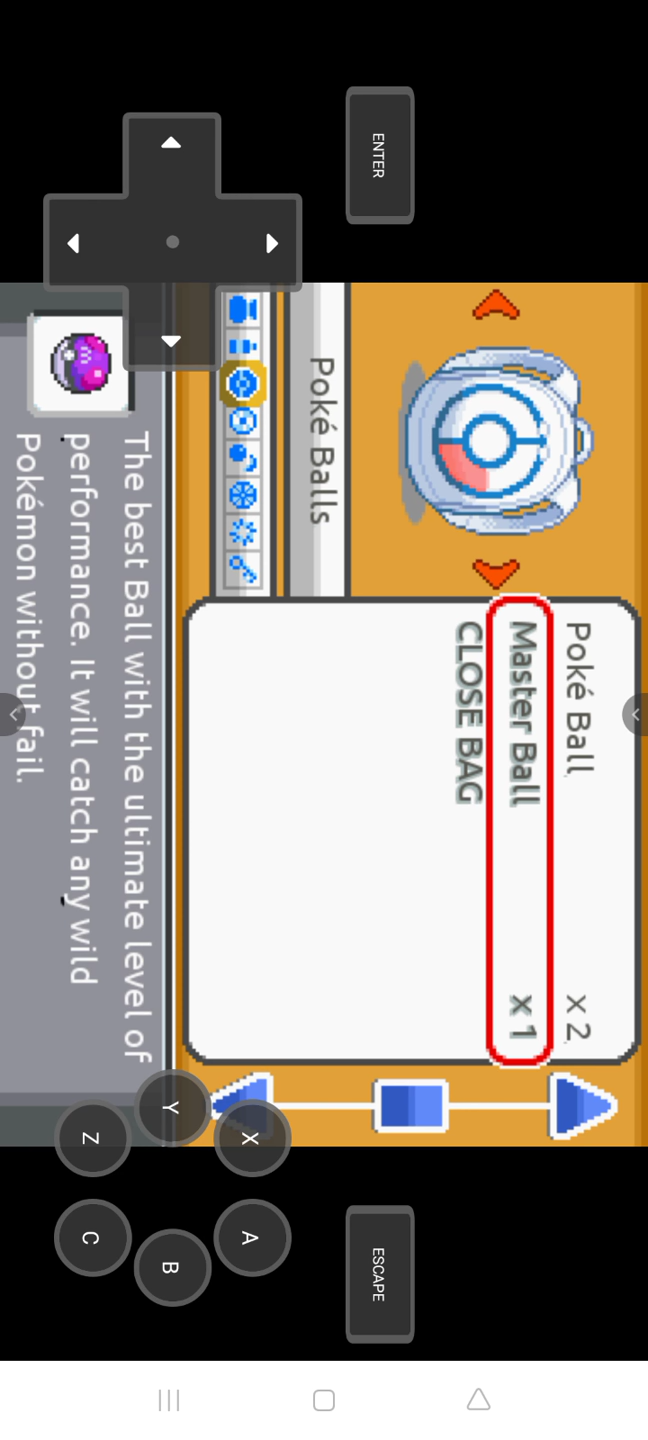 Poké Ball x 2
Master Ball x 1
CLOSE BAG
Poké Balls
The best Ball with the ultimate level of
performance. It will catch any wild
Pokémon without fail.
ENTER
ESCAPE
X
Y
Z
A
B
C